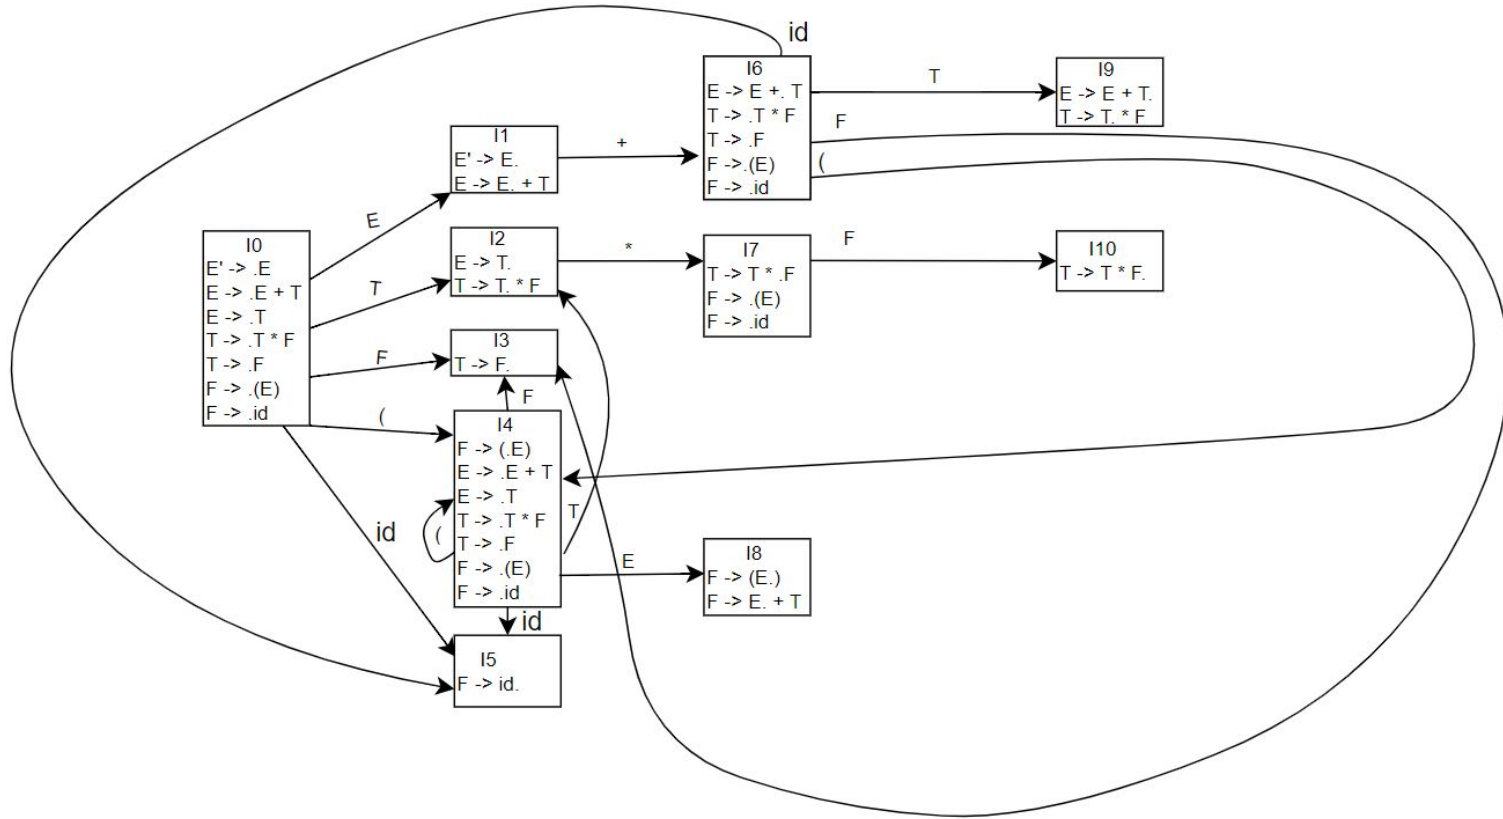 id
I6
E -> E +. T
T -> .T * F
T -> .F
F ->.(E)
F -> .id
T
F
(
I9
E -> E + T.
T -> T. * F
I1
E' -> E.
E -> E. + T
+
E
I0
E' -> .E
E -> .E + T
E -> .T
T -> .T * F
T -> .F
F -> .(E)
F -> .id
T
F
(
id
I2
E -> T.
T -> T. * F
*
I7
T -> T * .F
F -> .(E)
F -> .id
F
I10
T -> T * F.
I3
T -> F.
F
I4
F -> (.E)
E -> .E + T
E -> .T
T -> .T * F
T -> .F
F -> .(E)
F -> .id
(
T
E
I8
F -> (E.)
F -> E. + T
id
I5
F -> id.